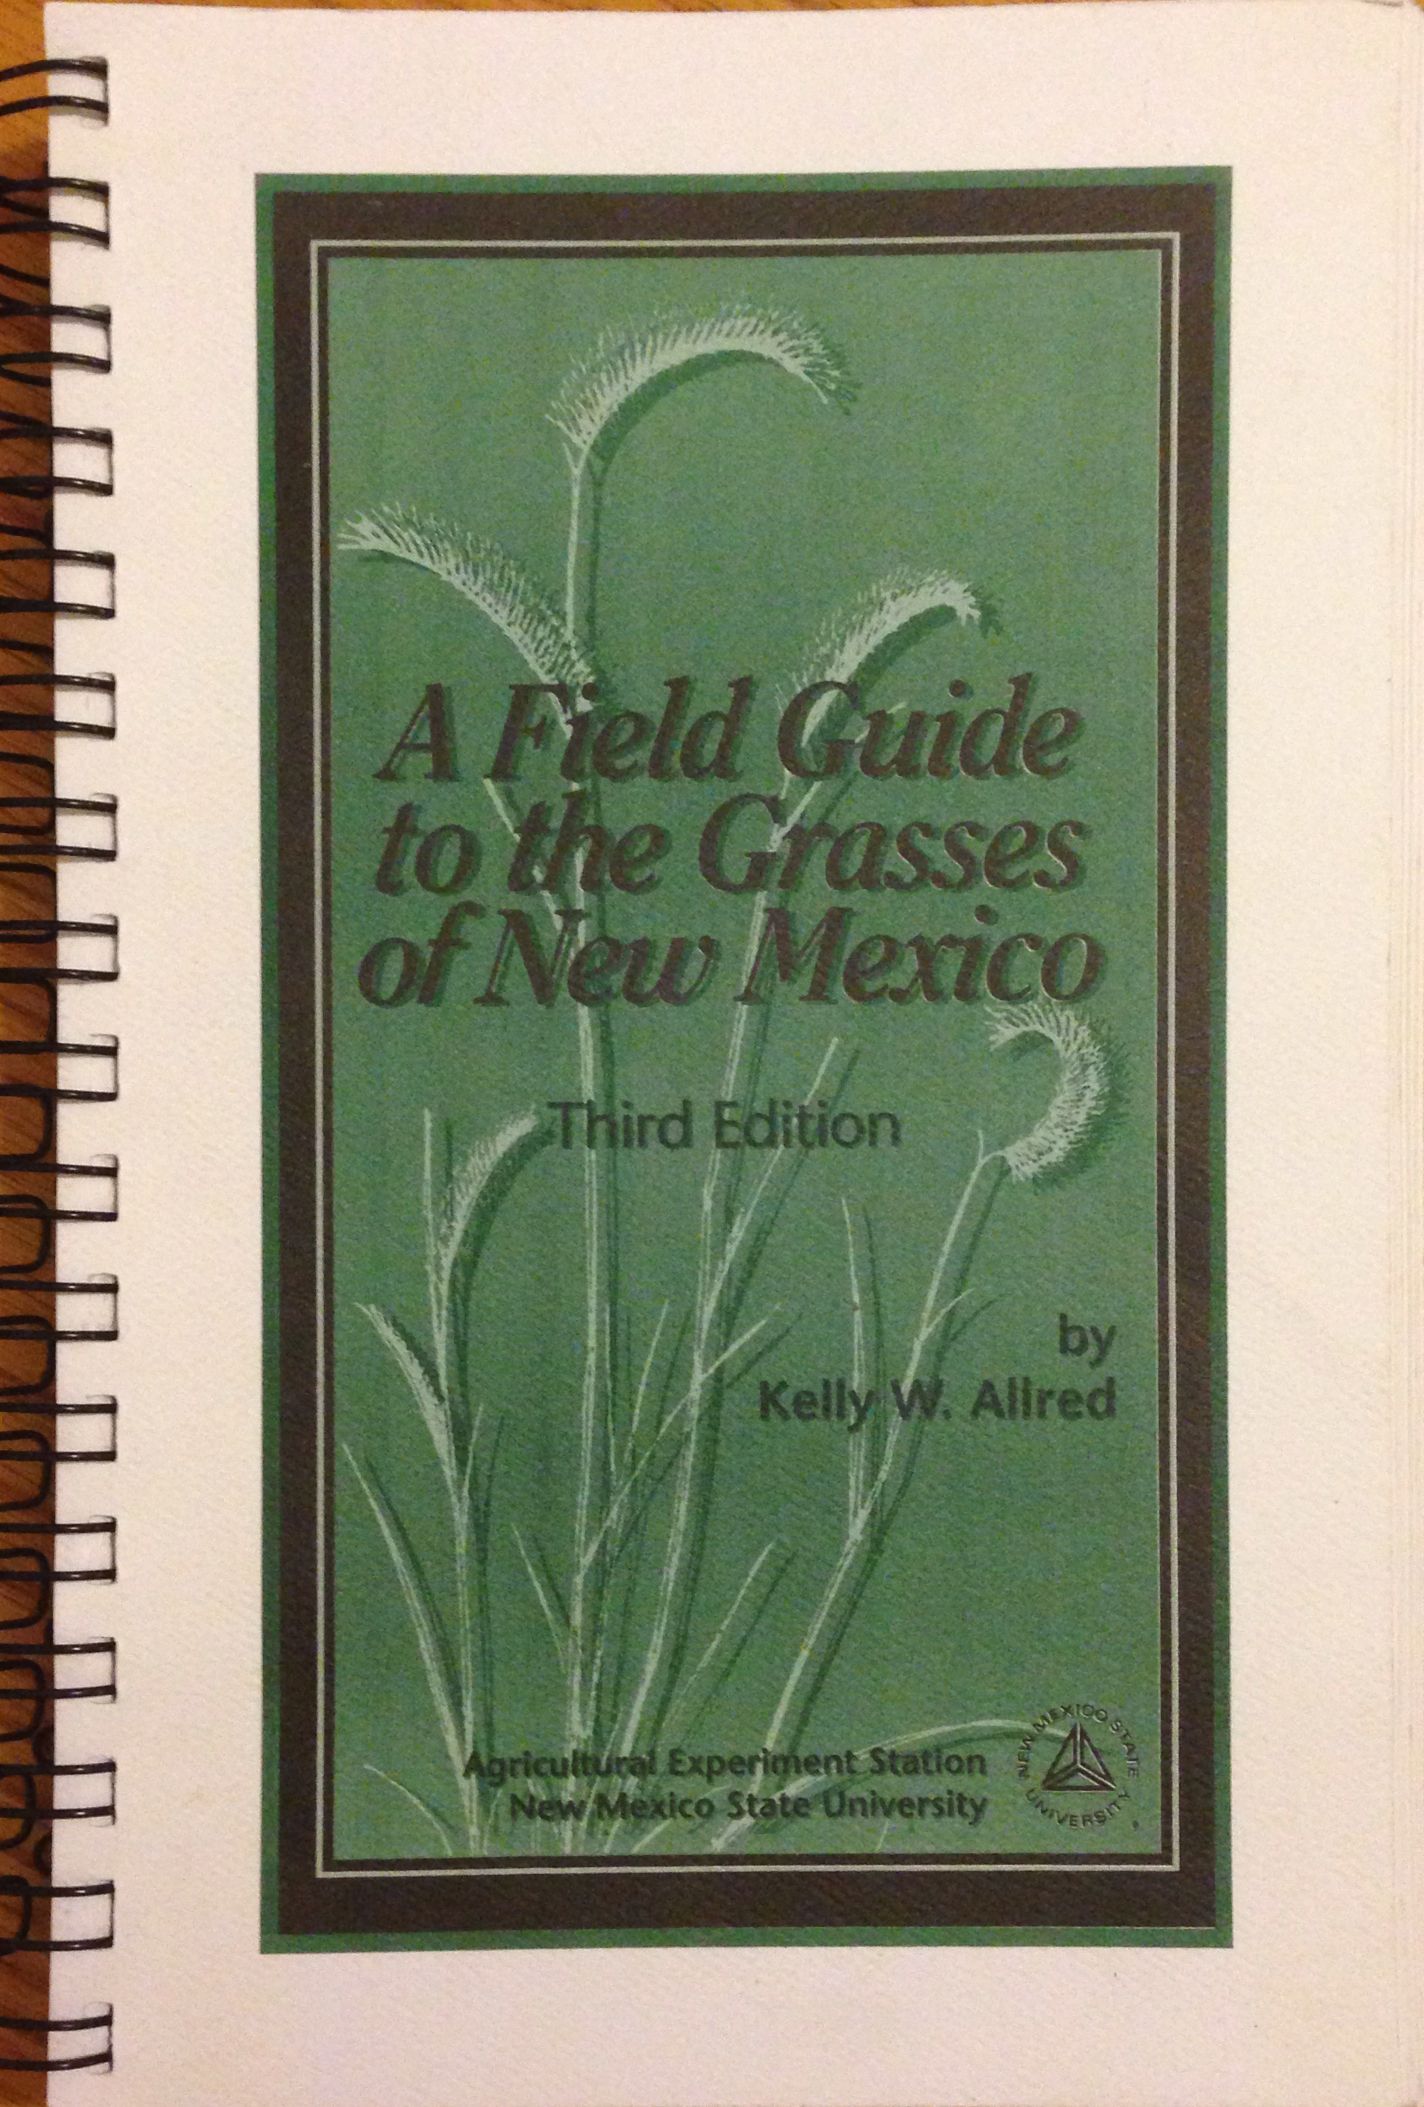 A Field Guide
to the Grasses
of New Mexico
Third Edition
by
Kelly W. Allred
Agricultural Experiment Station
New Mexico State University
NEW MEXICO STATE
UNIVERSITY